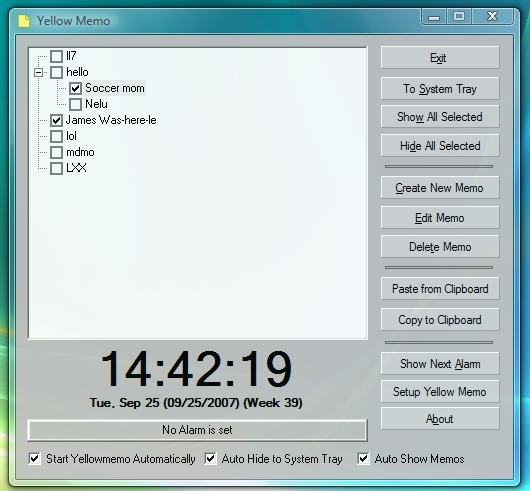 Yellow Memo
ll7
hello
Soccer mom
Nelu
James Was-here-le
lol
mdmo
LXX
Exit
To System Tray
Show All Selected
Hide All Selected
Create New Memo
Edit Memo
Delete Memo
Paste from Clipboard
Copy to Clipboard
Show Next Alarm
Setup Yellow Memo
About
14:42:19
Tue, Sep 25 (09/25/2007) (Week 39)
No Alarm is set
Start Yellowmemo Automatically
Auto Hide to System Tray
Auto Show Memos